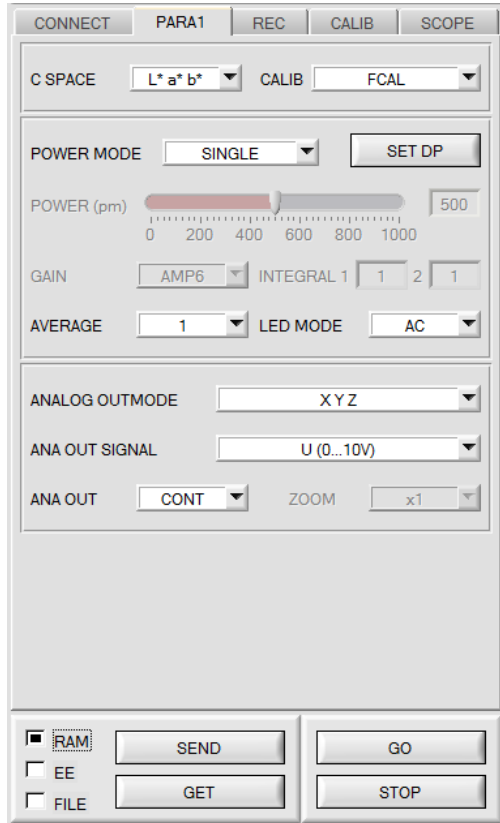 CONNECT PARA1 REC CALIB SCOPE
C SPACE L* a* b* CALIB FCAL
POWER MODE SINGLE SET DP
POWER (pm) 500
0 200 400 600 800 1000
GAIN AMP6 INTEGRAL 1 1 2 1
AVERAGE 1 LED MODE AC
ANALOG OUTMODE X Y Z
ANA OUT SIGNAL U (0...10V)
ANA OUT CONT ZOOM x1
RAM SEND GO
EE
GET STOP
FILE